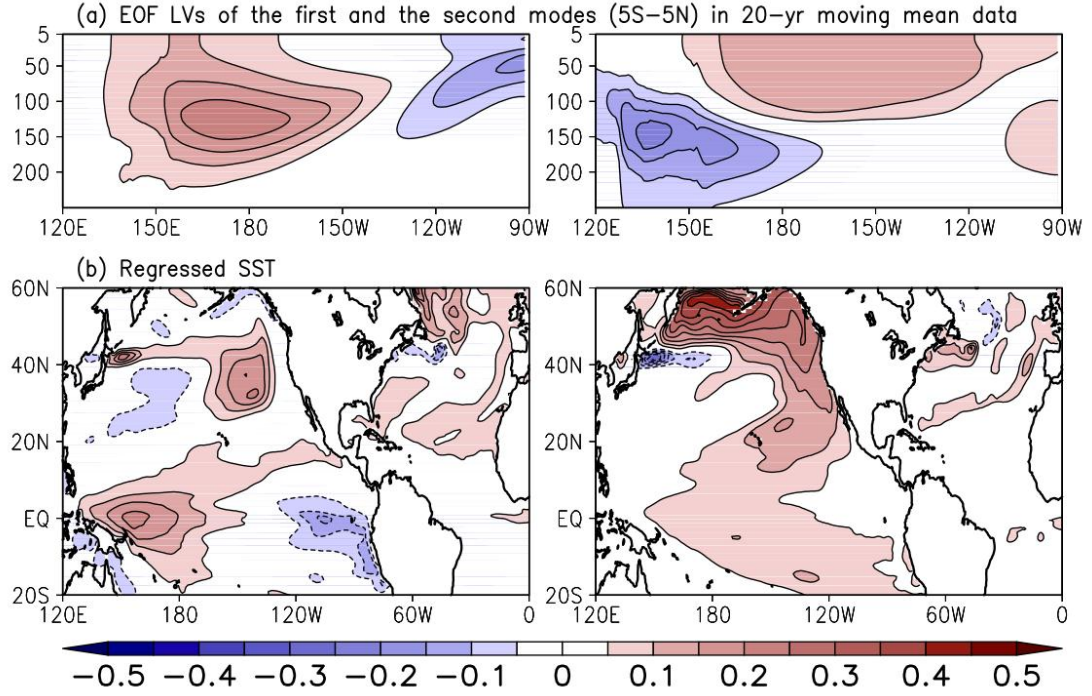 (a) EOF LVs of the first and the second modes (5S−5N) in 20−yr moving mean data
5
50
100
150
200
120E 150E 180 150W 120W 90W
5
50
100
150
200
120E 150E 180 150W 120W 90W
(b) Regressed SST
60N
40N
20N
EQ
20S
120E 180 120W 60W 0
60N
40N
20N
EQ
20S
120E 180 120W 60W 0
−0.5 −0.4 −0.3 −0.2 −0.1 0 0.1 0.2 0.3 0.4 0.5